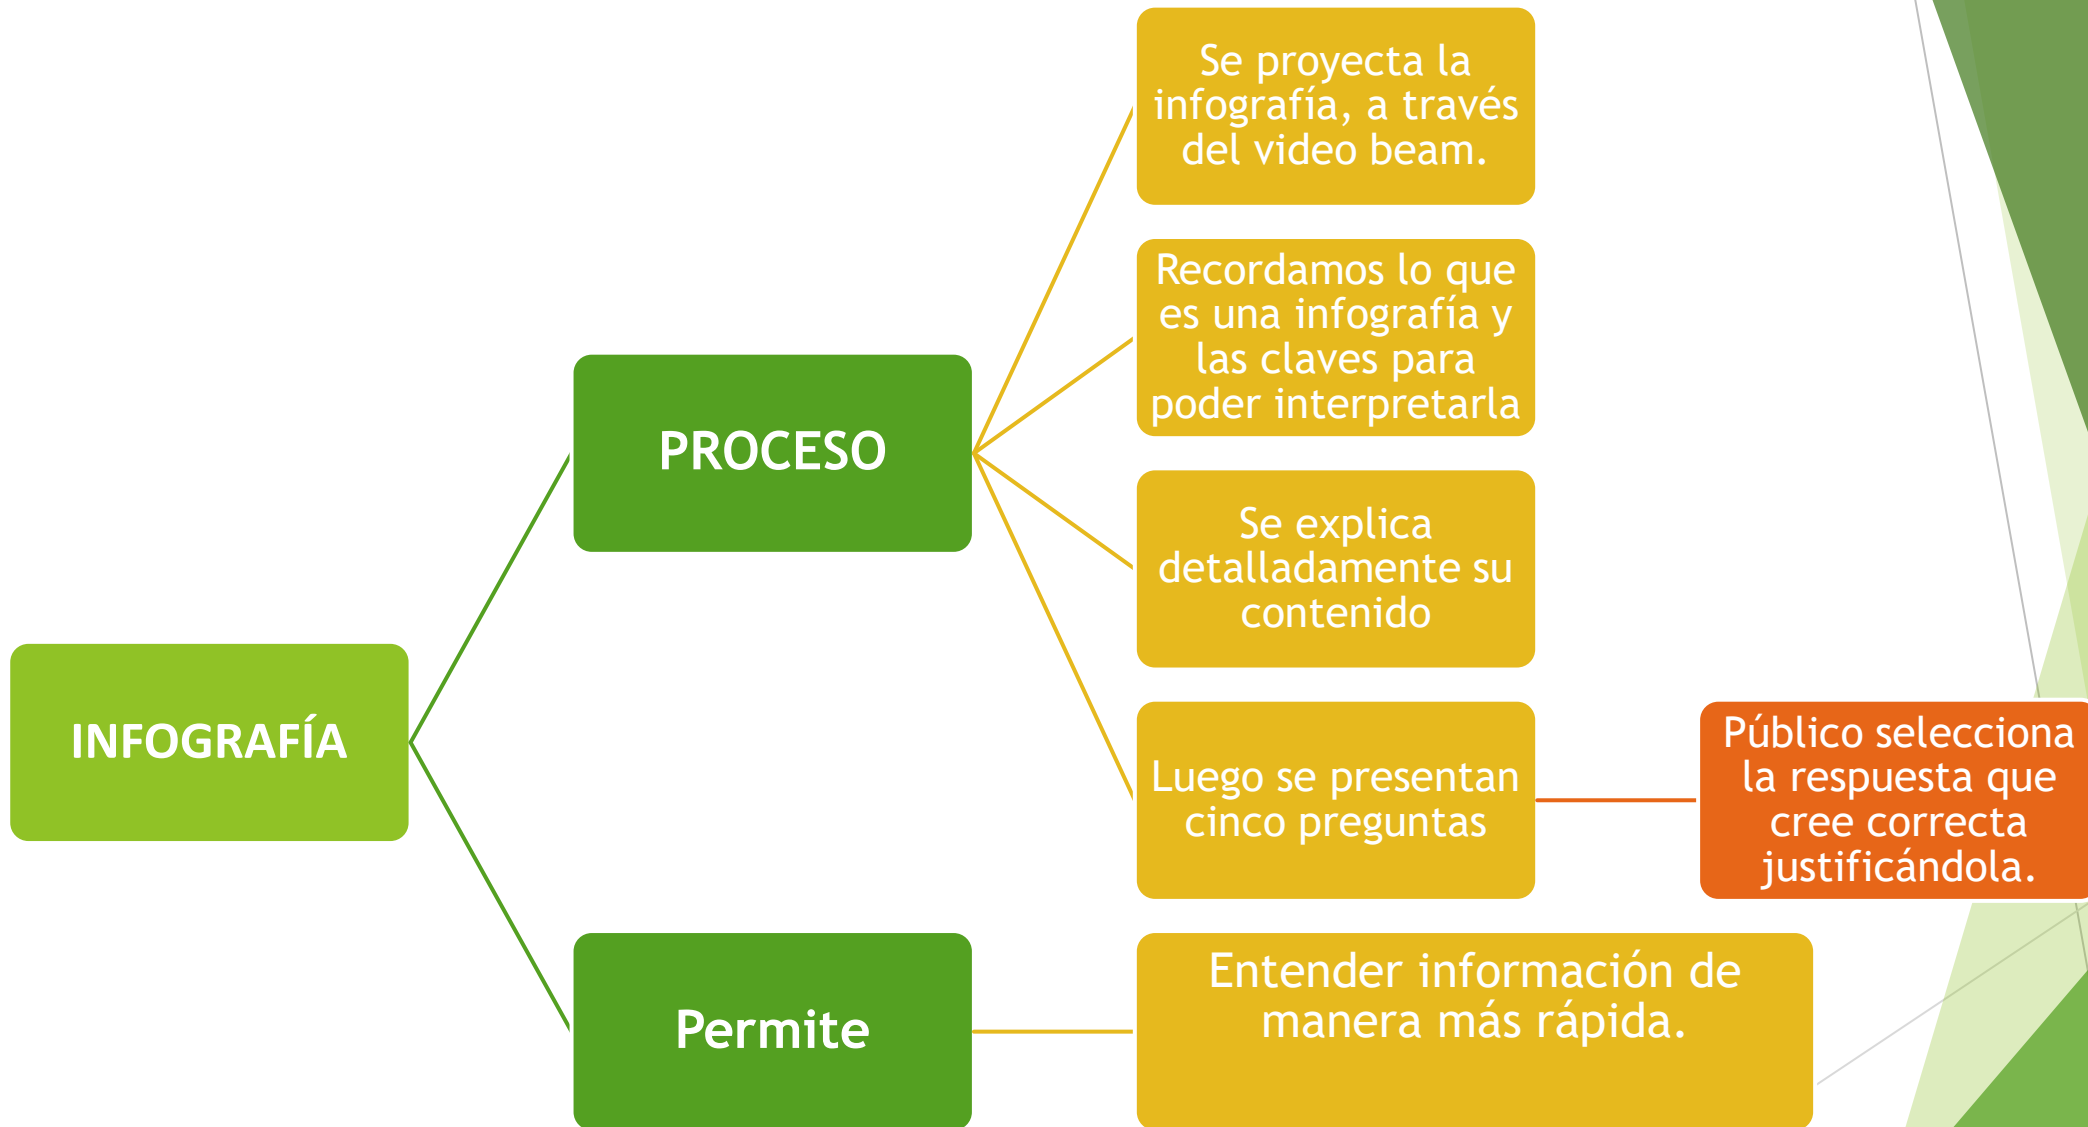 INFOGRAFÍA
PROCESO
Se proyecta la
infografía, a través
del video beam.
Recordamos lo que
es una infografía y
las claves para
poder interpretarla
Se explica
detalladamente su
contenido
Luego se presentan
cinco preguntas
Público selecciona
la respuesta que
cree correcta
justificándola.
Permite
Entender información de
manera más rápida.